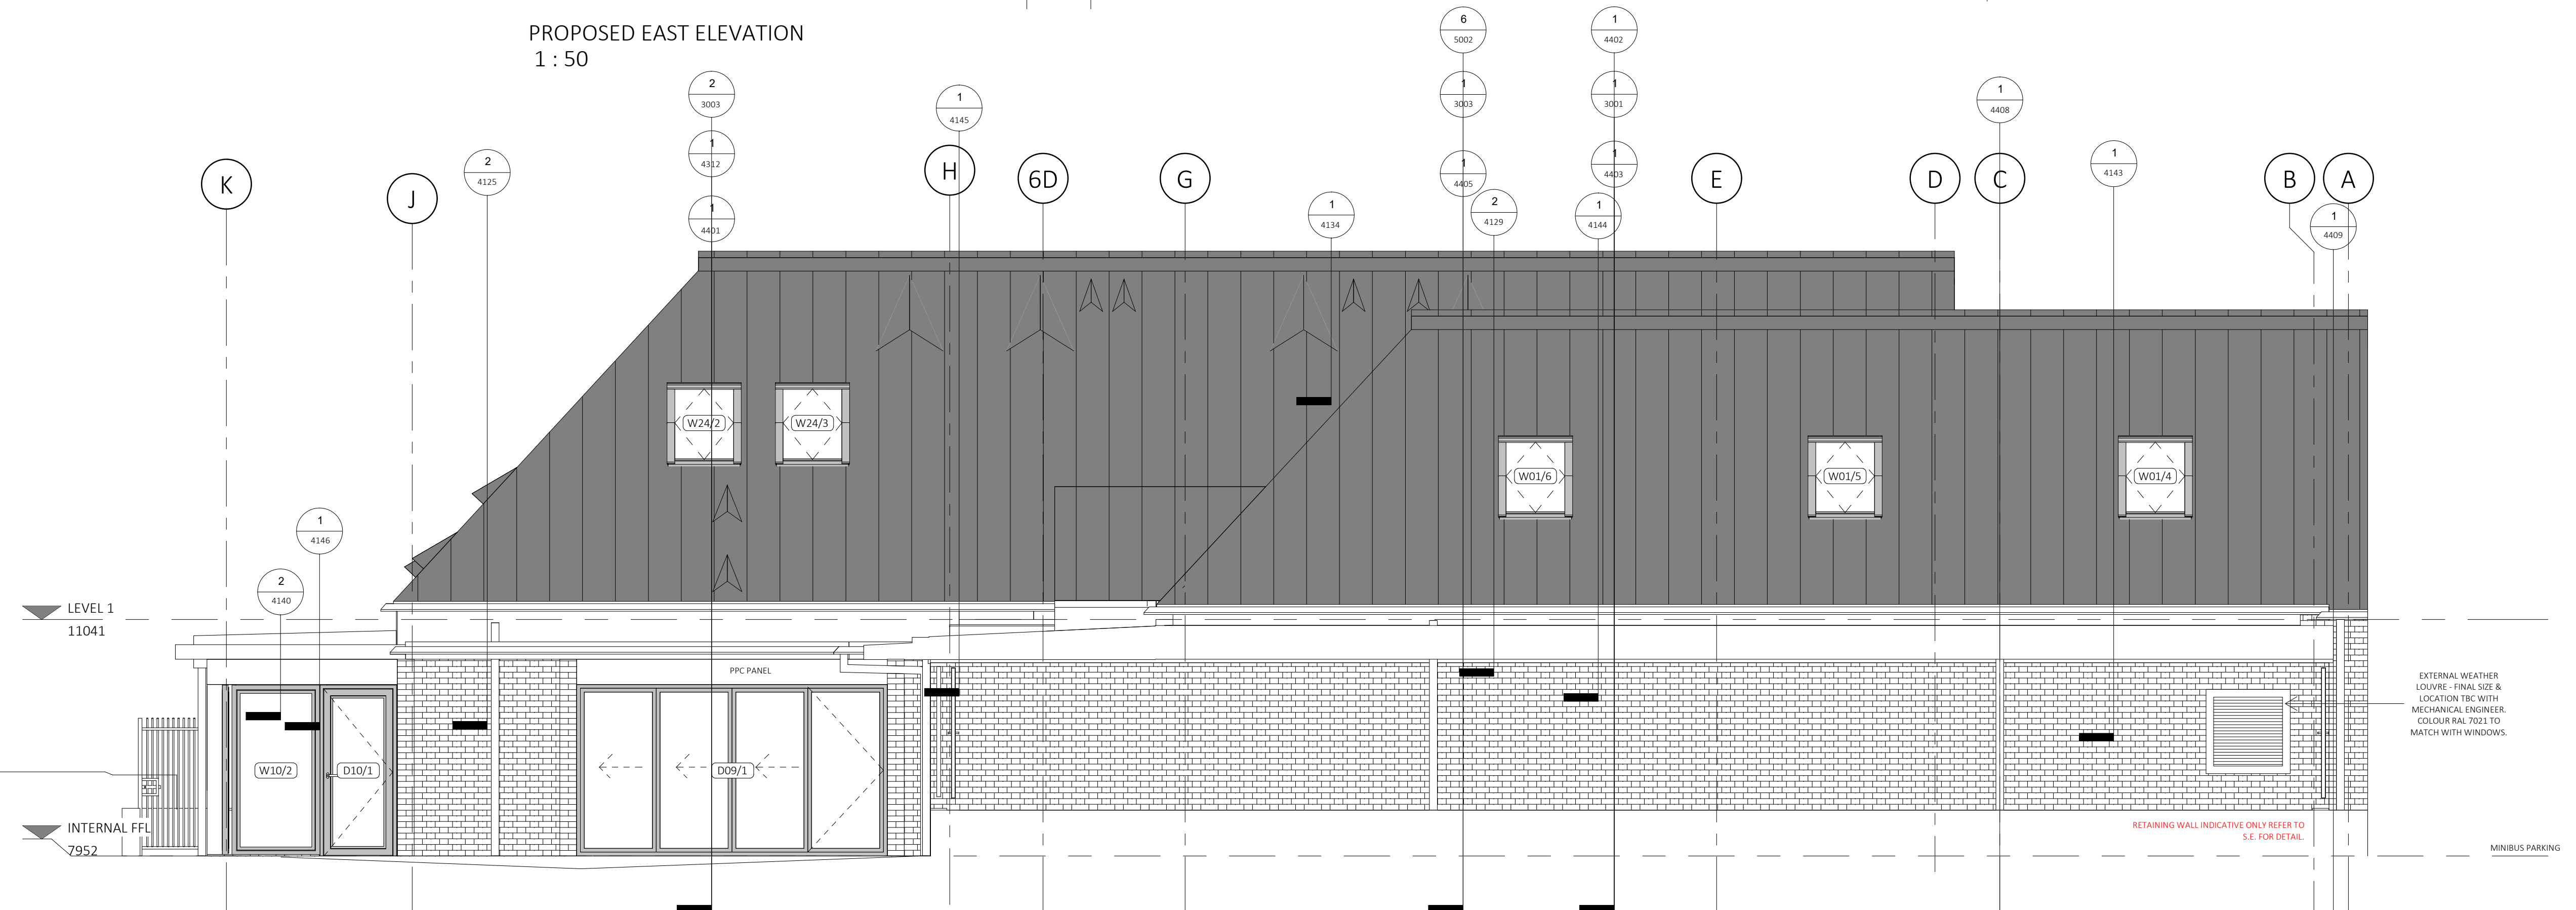 PROPOSED EAST ELEVATION
1 : 50
6
5002
1
4402
2
3003
1
3003
1
3001
1
4145
1
4408
1
4312
1
4405
1
4403
1
4143
2
4125
K
J
H
6D
G
E
D
C
B
A
1
4401
1
4134
2
4129
1
4144
1
4409
W24/2
W24/3
W01/6
W01/5
W01/4
1
4146
2
4140
LEVEL 1
11041
PPC PANEL
EXTERNAL WEATHER
LOUVRE - FINAL SIZE &
LOCATION TBC WITH
MECHANICAL ENGINEER.
COLOUR RAL 7021 TO
MATCH WITH WINDOWS.
W10/2
D10/1
D09/1
INTERNAL FFL
7952
RETAINING WALL INDICATIVE ONLY REFER TO
S.E. FOR DETAIL.
MINIBUS PARKING